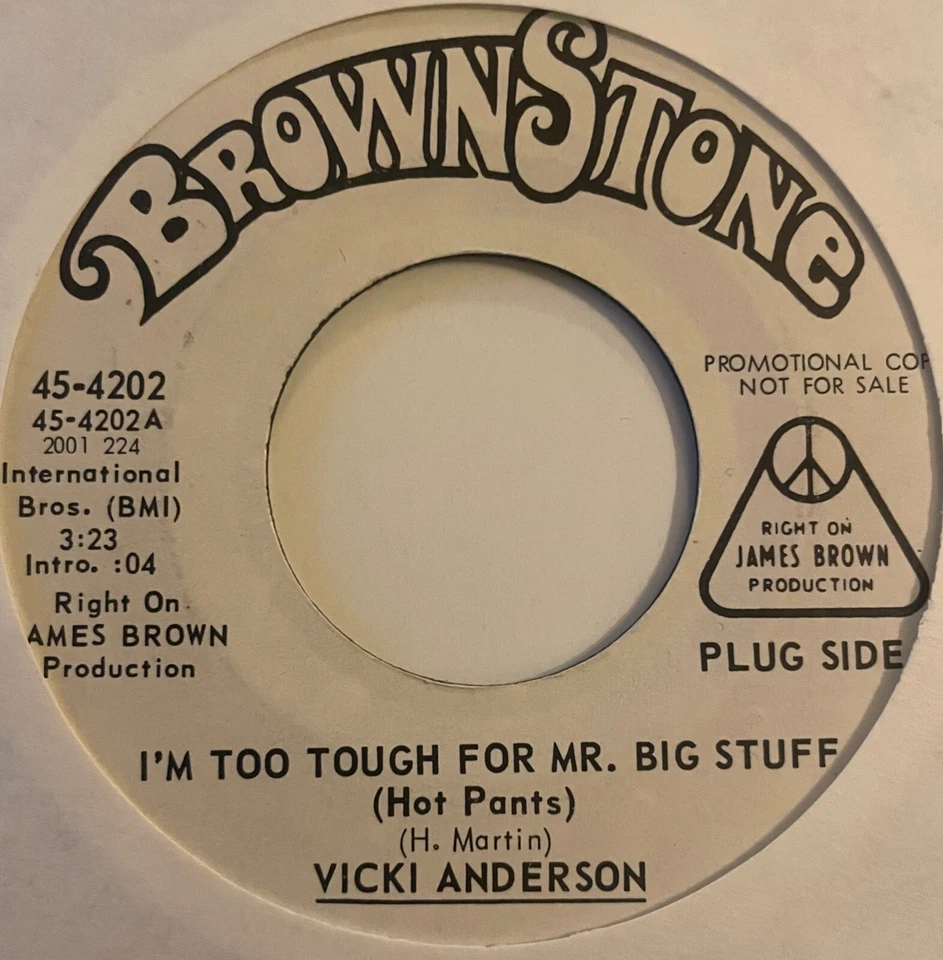 BROWNSTONe
45-4202
45-4202A
2001 224
International
Bros. (BMI)
3:23
Intro. :04
Right On
AMES BROWN
Production
PROMOTIONAL COP
NOT FOR SALE
RIGHT ON
JAMES BROWN
PRODUCTION
PLUG SIDE
I'M TOO TOUGH FOR MR. BIG STUFF
(Hot Pants)
(H. Martin)
VICKI ANDERSON